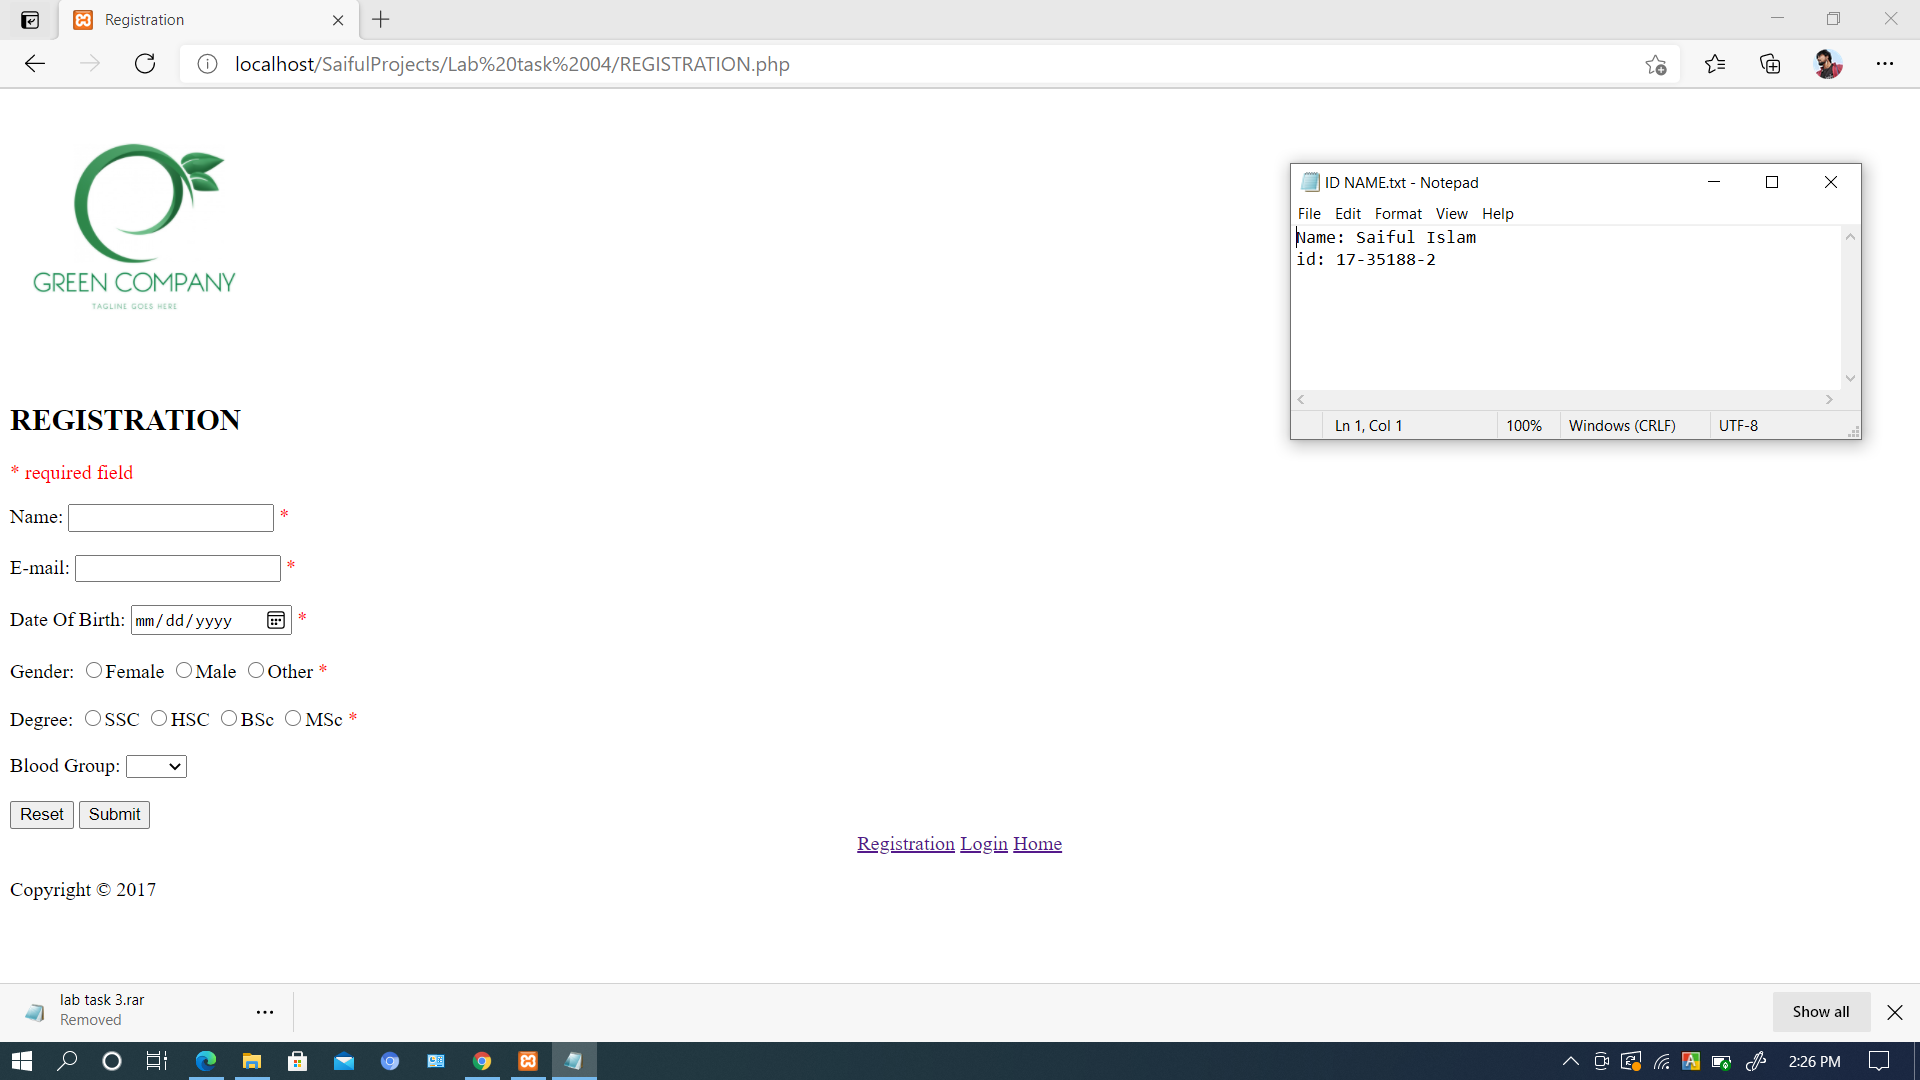 Registration
localhost/SaifulProjects/Lab%20task%2004/REGISTRATION.php
GREEN COMPANY
TAGLINE GOES HERE
ID NAME.txt - Notepad
File Edit Format View Help
Name: Saiful Islam
id: 17-35188-2
Ln 1, Col 1 100% Windows (CRLF) UTF-8
REGISTRATION
* required field
Name: *
E-mail: *
Date Of Birth: mm/dd/yyyy *
Gender: Female Male Other *
Degree: SSC HSC BSc MSc *
Blood Group:
Reset Submit
Registration Login Home
Copyright © 2017
lab task 3.rar
Removed
Show all
2:26 PM